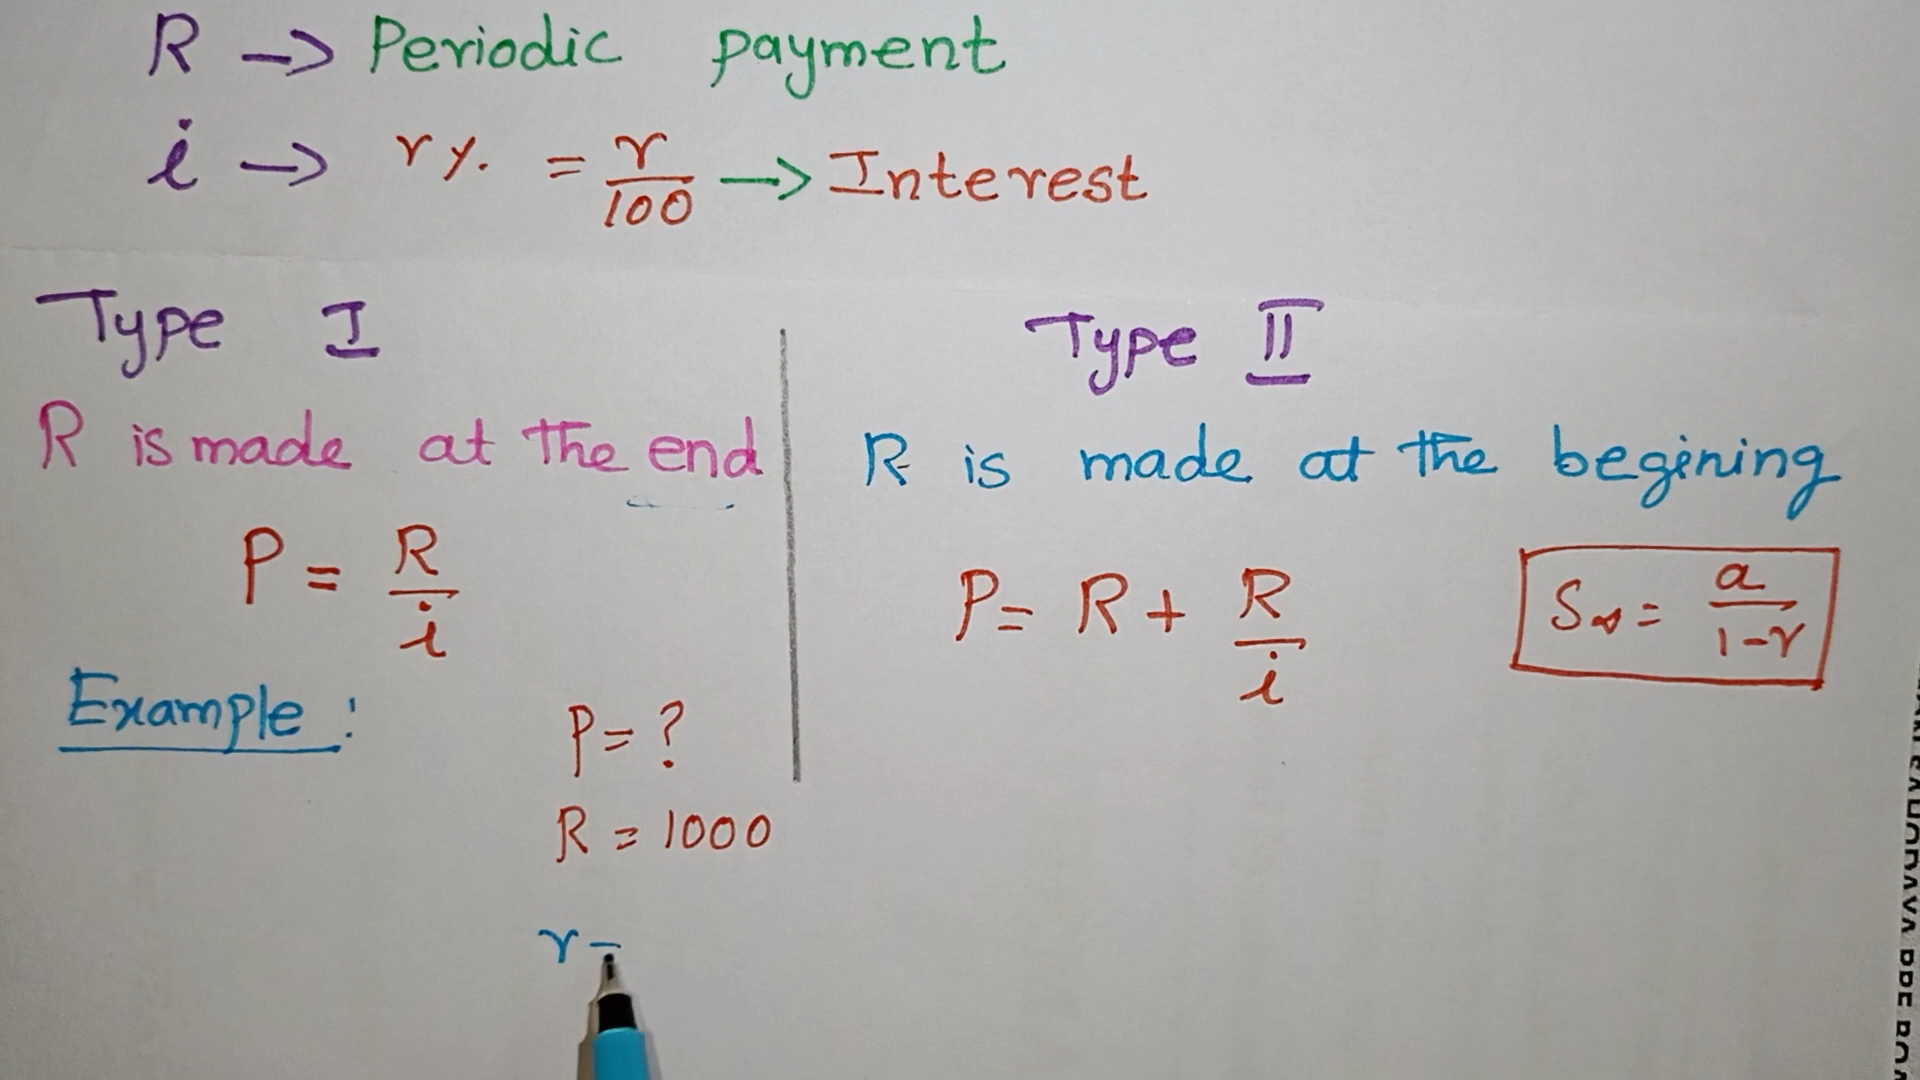 R → Periodic payment
i → r %. = r/100 → Interest
Type I
R is made at the end
P = R/i
Example :
P = ?
R = 1000
r =
Type II
R is made at the begining
P = R + R/i
S∞ = a/1-r